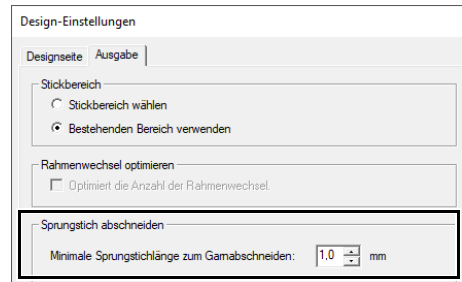 Design-Einstellungen
Designseite Ausgabe
Stickbereich
Stickbereich wählen
Bestehenden Bereich verwenden
Rahmenwechsel optimieren
Optimiert die Anzahl der Rahmenwechsel.
Sprungstich abschneiden
Minimale Sprungstichlänge zum Garnabschneiden: 1,0 mm